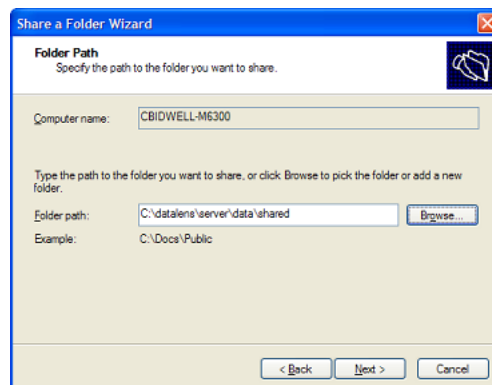 Share a Folder Wizard
Folder Path
Specify the path to the folder you want to share.
Computer name:
CBIDWELL-M6300
Type the path to the folder you want to share, or click Browse to pick the folder or add a new
folder.
Folder path:
C:\datalens\server\data\shared
Browse...
Example:
C:\Docs\Public
< Back
Next >
Cancel